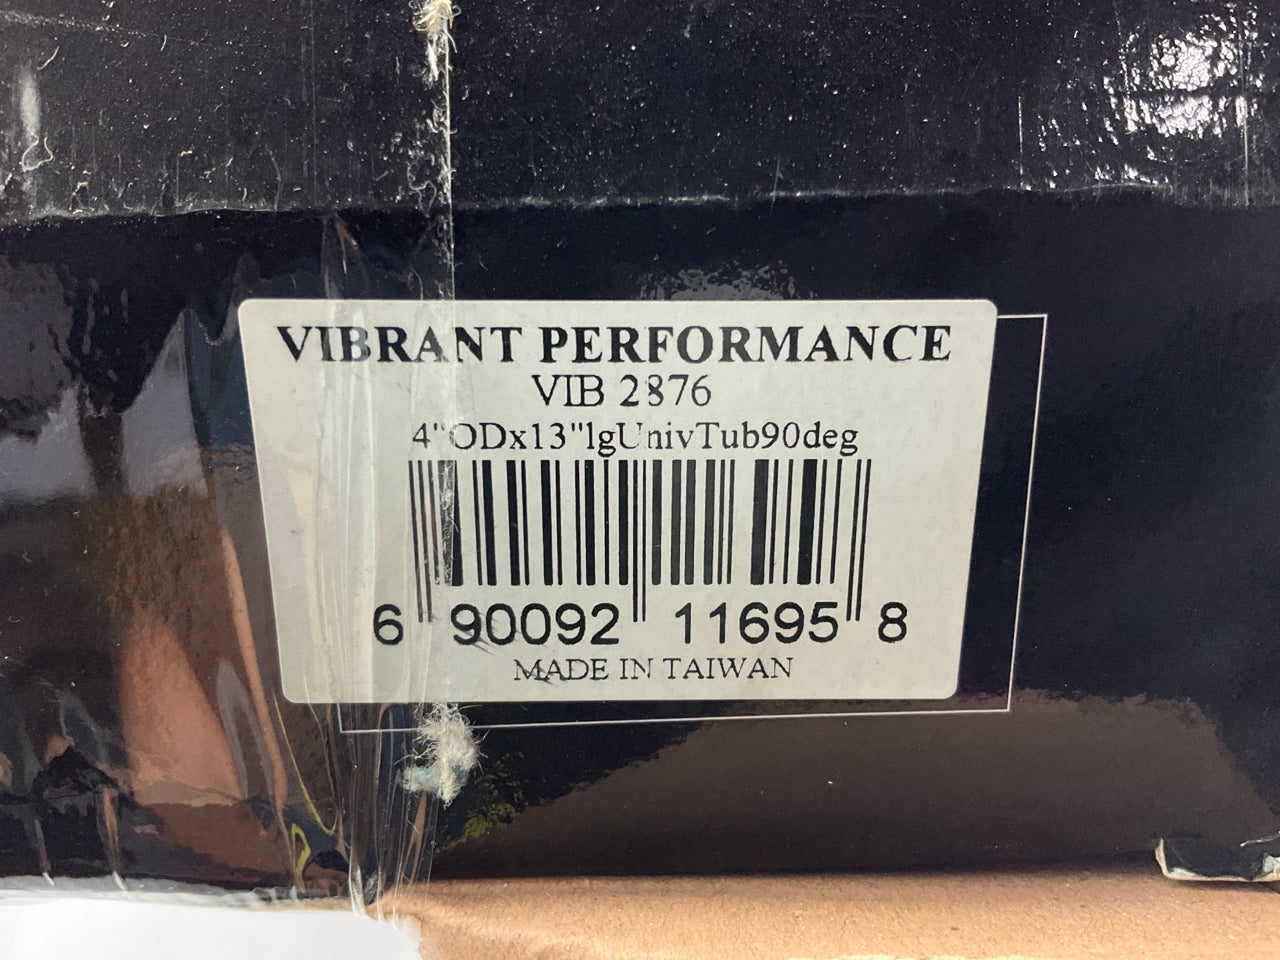 VIBRANT PERFORMANCE
VIB 2876
4"ODx13"lgUnivTub90deg
6 90092 11695 8
MADE IN TAIWAN